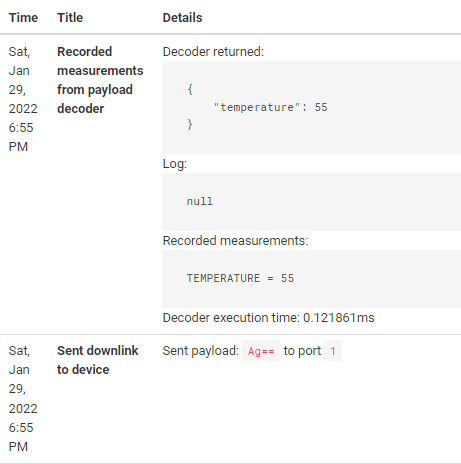 Time Title Details
Sat, Jan 29, 2022 6:55 PM
Recorded measurements from payload decoder
Decoder returned:
{
    "temperature": 55
}
Log:
null
Recorded measurements:
TEMPERATURE = 55
Decoder execution time: 0.121861ms
Sat, Jan 29, 2022 6:55 PM
Sent downlink to device
Sent payload: Ag== to port 1